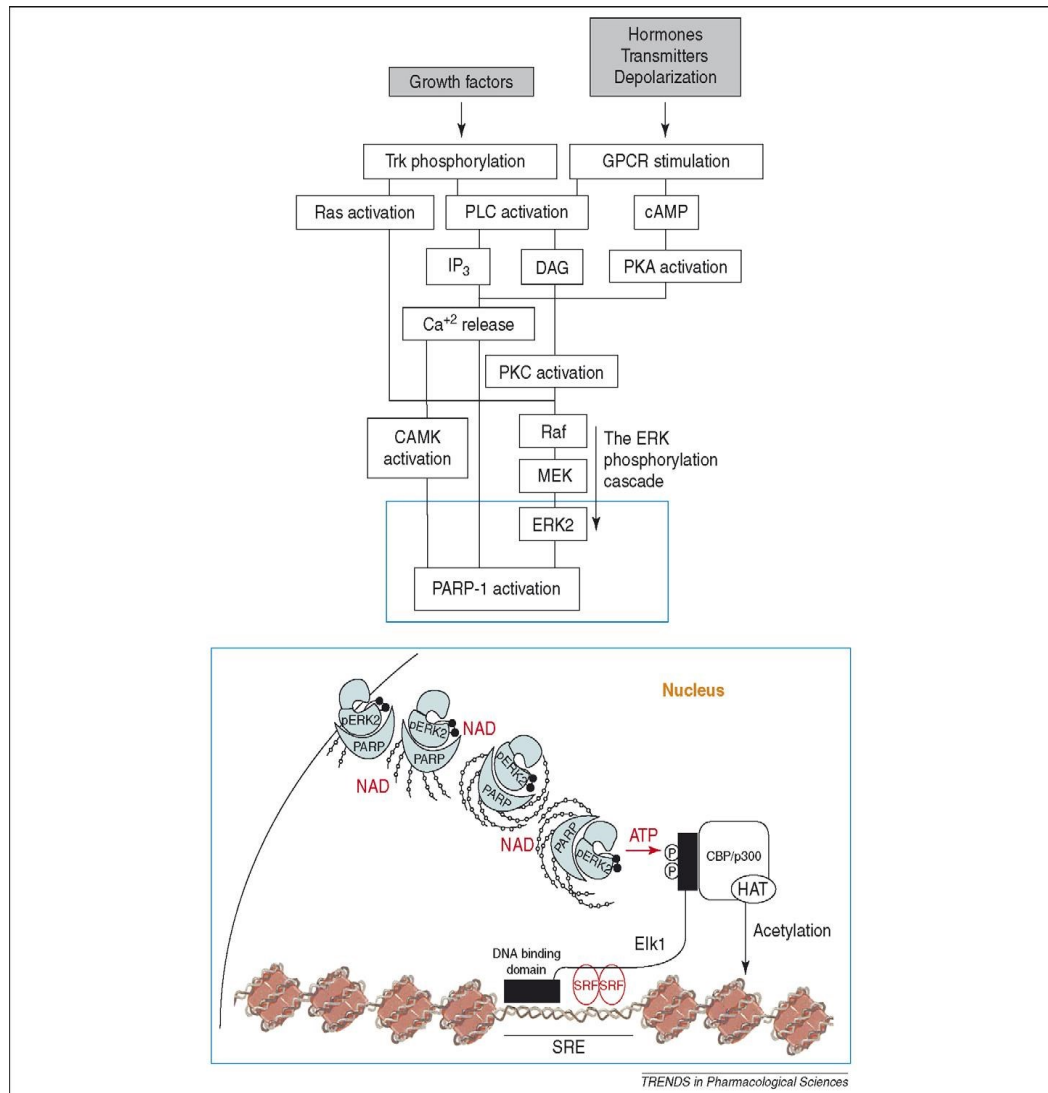 Hormones
Transmitters
Depolarization
Growth factors
Trk phosphorylation
GPCR stimulation
Ras activation
PLC activation
cAMP
IP3
DAG
PKA activation
Ca+2 release
PKC activation
CAMK
activation
Raf
The ERK
phosphorylation
cascade
MEK
ERK2
PARP-1 activation
Nucleus
pERK2
PARP
NAD
pERK2
PARP
NAD
pERK2
PARP
NAD
PARP
pERK2
ATP
P
P
CBP/p300
HAT
Elk1
Acetylation
DNA binding
domain
SRF SRF
SRE
TRENDS in Pharmacological Sciences